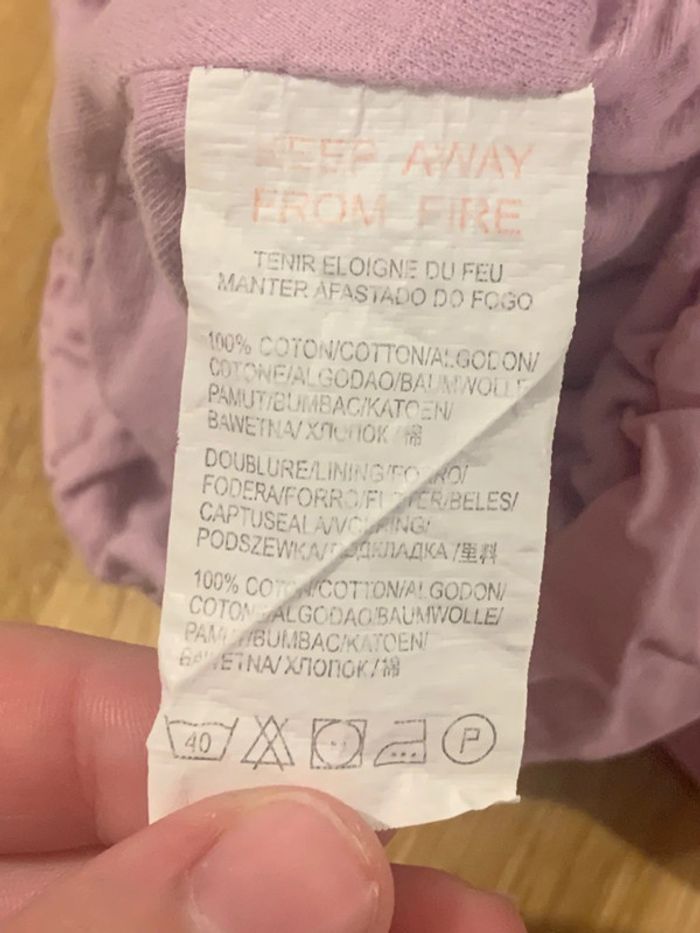 KEEP AWAY
FROM FIRE
TENIR ELOIGNE DU FEU
MANTER AFASTADO DO FOGO
100% COTON/COTTON/ALGODON/
COTONE/ALGODAO/BAUMWOLLE
PAMUT/BUMBAC/KATOEN/
BAWEŁNA/ХЛОПОК/棉
DOUBLURE/LINING/FORRO/
FODERA/FORRO/FUTTER/BELES/
CAPTUSEALA/VOERING/
PODSZEWKA/ПОДКЛАДКА/里料
100% COTON/COTTON/ALGODON/
COTONE/ALGODAO/BAUMWOLLE/
PAMUT/BUMBAC/KATOEN/
BAWEŁNA/ХЛОПОК/棉
40 P